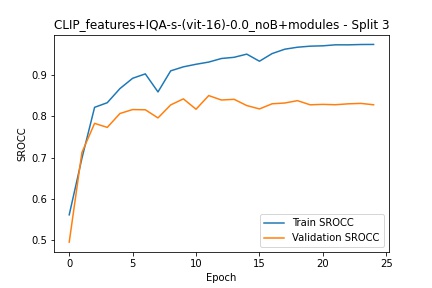 CLIP_features+IQA-s-(vit-16)-0.0_noB+modules - Split 3
0.9
0.8
0.7
0.6
0.5
SROCC
Train SROCC
Validation SROCC
0 5 10 15 20 25
Epoch